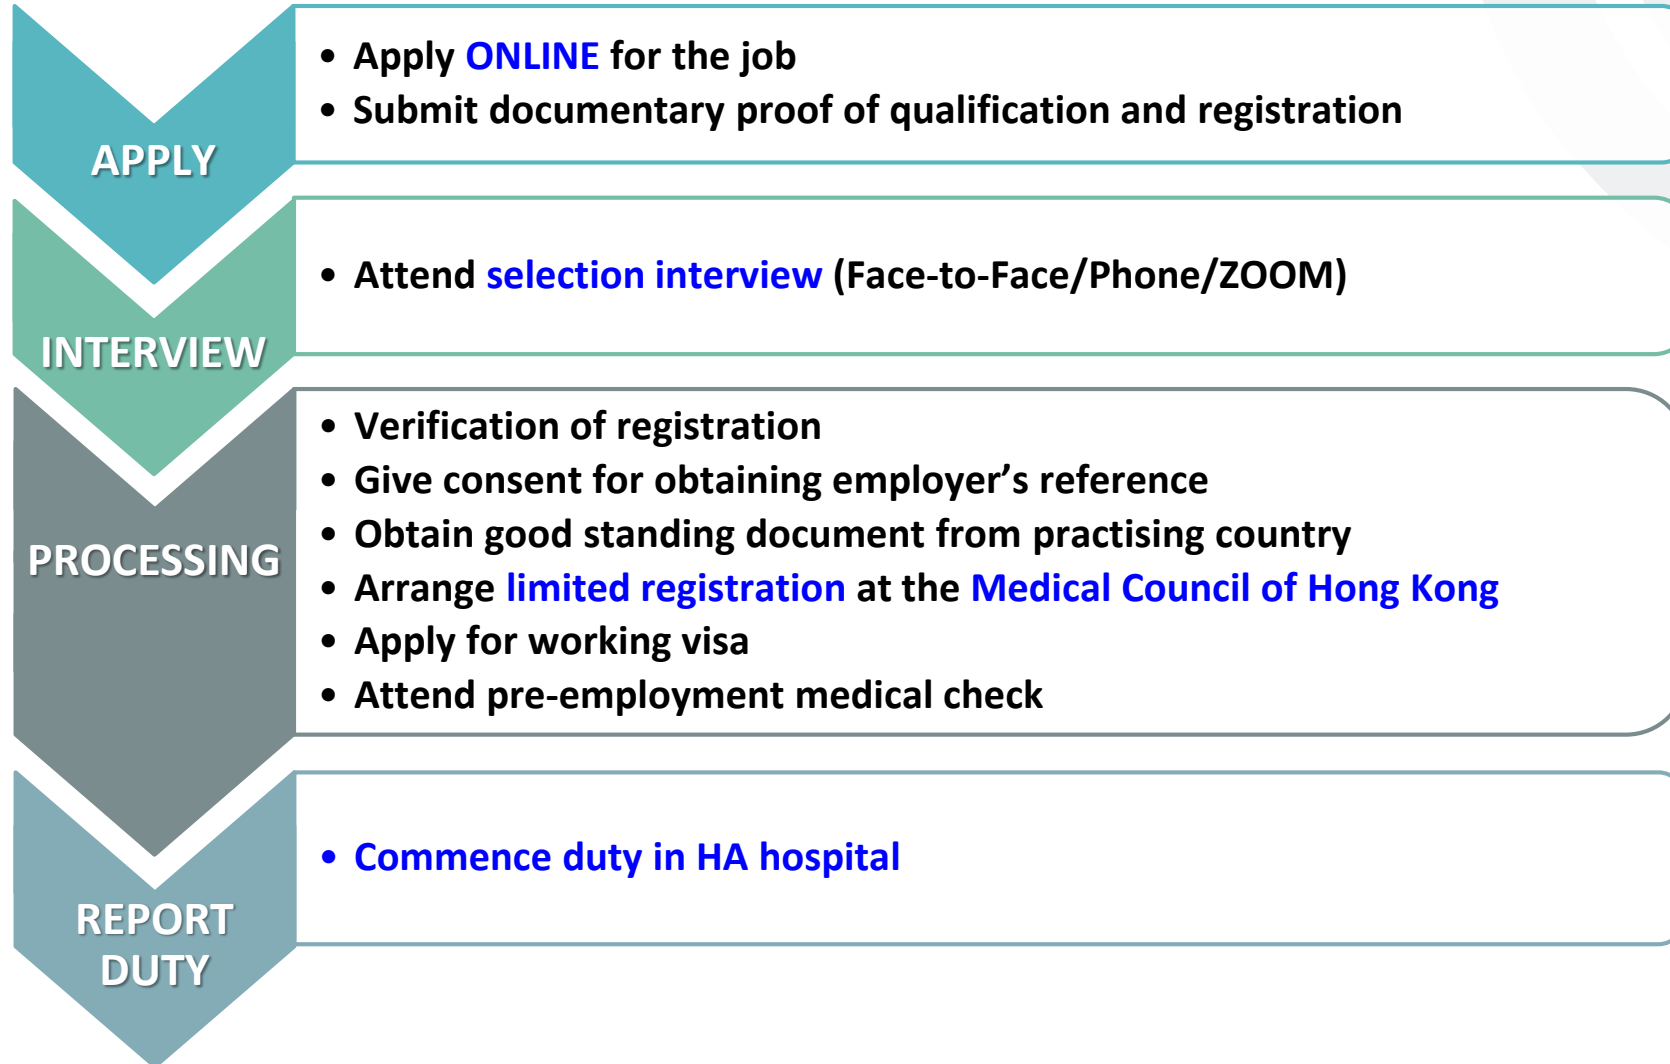 APPLY
• Apply ONLINE for the job
• Submit documentary proof of qualification and registration
INTERVIEW
• Attend selection interview (Face-to-Face/Phone/ZOOM)
PROCESSING
• Verification of registration
• Give consent for obtaining employer’s reference
• Obtain good standing document from practising country
• Arrange limited registration at the Medical Council of Hong Kong
• Apply for working visa
• Attend pre-employment medical check
REPORT
DUTY
• Commence duty in HA hospital